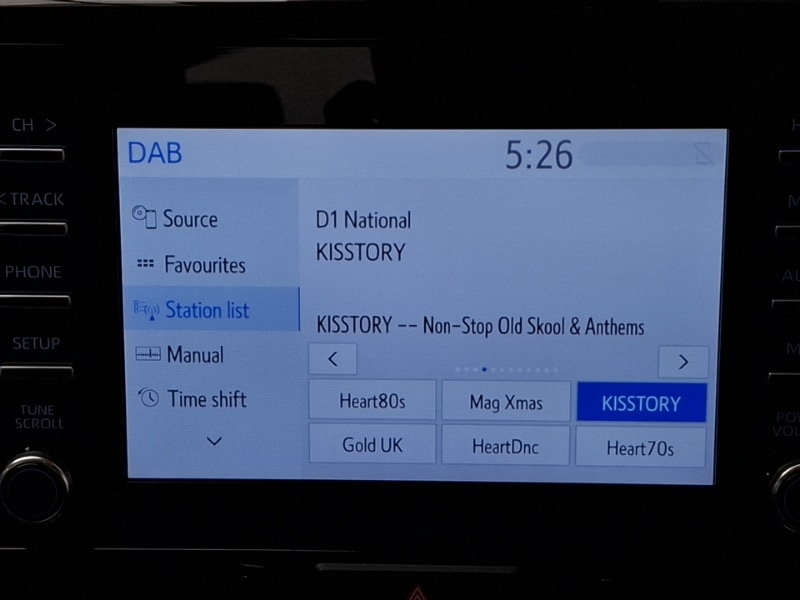 CH >
< TRACK
PHONE
SETUP
TUNE
SCROLL
DAB
5:26
Source
Favourites
Station list
Manual
Time shift
D1 National
KISSTORY
KISSTORY -- Non-Stop Old Skool & Anthems
<
>
Heart80s
Mag Xmas
KISSTORY
Gold UK
HeartDnc
Heart70s